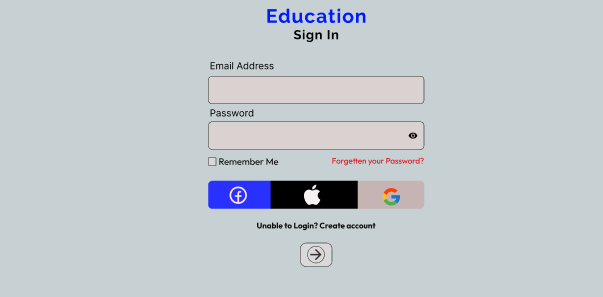 Education
Sign In
Email Address
Password
Remember Me
Forgetten your Password?
Unable to Login? Create account